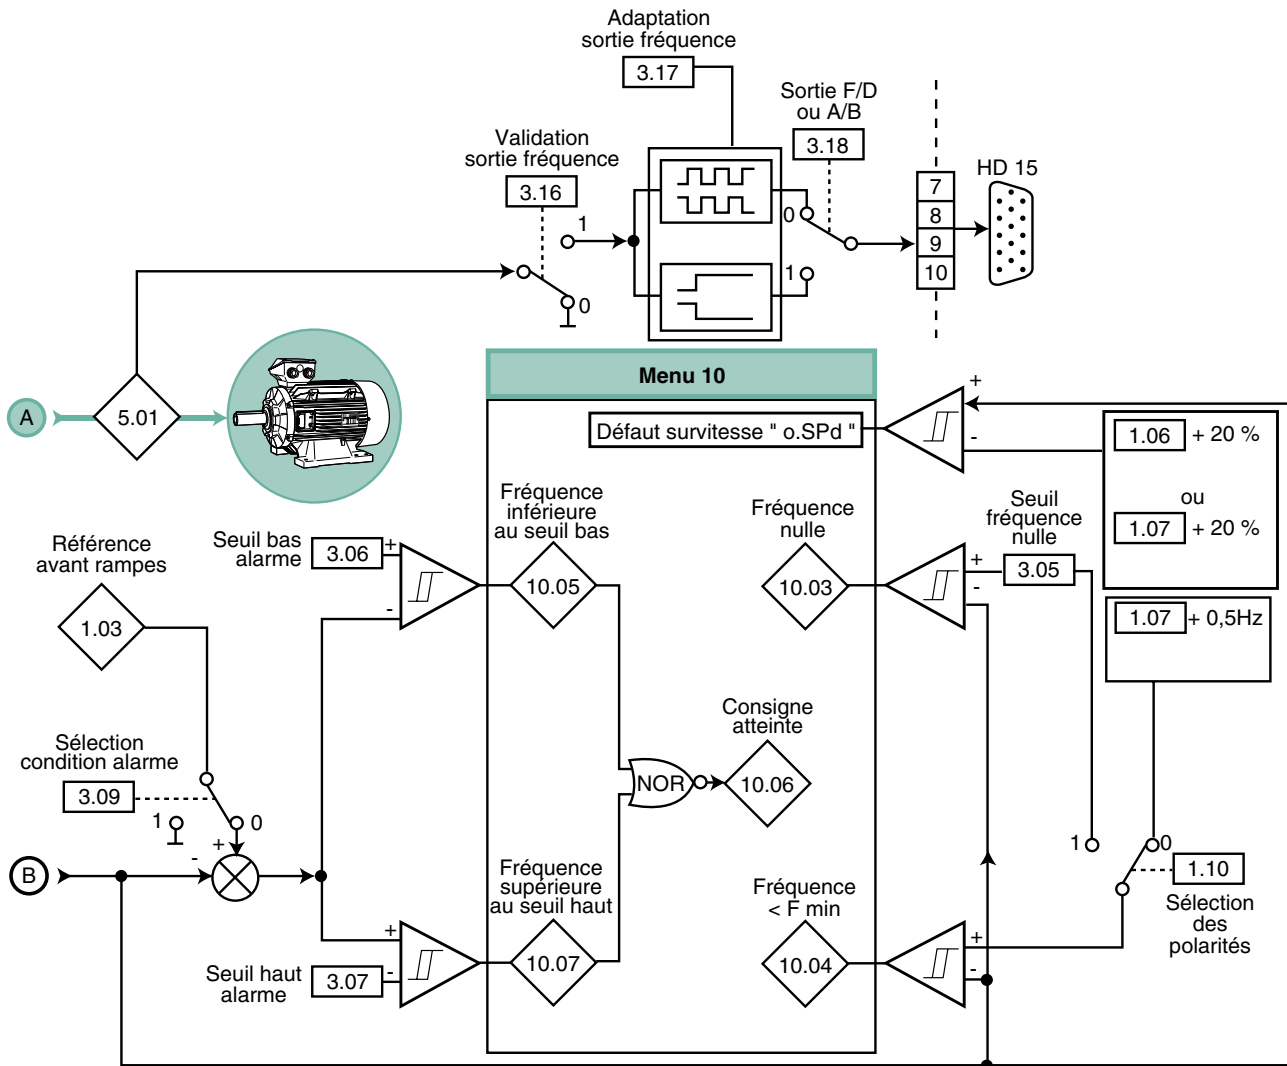 Adaptation
sortie fréquence
3.17
Sortie F/D
ou A/B
3.18
Validation
sortie fréquence
3.16
HD 15
7
8
9
10
1
0
0
1
A
5.01
Menu 10
Défaut survitesse " o.SPd "
+
-
1.06 + 20 %
ou
1.07 + 20 %
Référence
avant rampes
1.03
Seuil bas
alarme
3.06
+
-
Fréquence
inférieure
au seuil bas
10.05
Fréquence
nulle
10.03
+
-
Seuil
fréquence
nulle
3.05
1.07 + 0,5Hz
Sélection
condition alarme
3.09
1
0
+
-
B
NOR
Consigne
atteinte
10.06
1
0
1.10
Sélection
des
polarités
Seuil haut
alarme
3.07
+
-
Fréquence
supérieure
au seuil haut
10.07
Fréquence
< F min
10.04
+
-